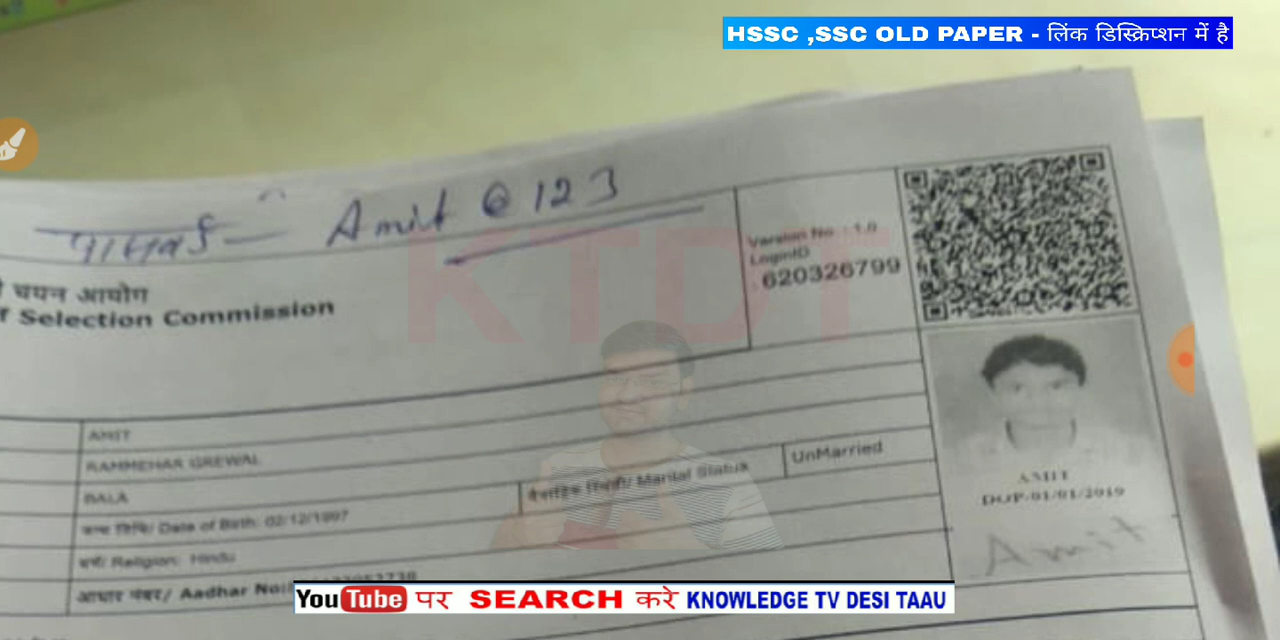 HSSC ,SSC OLD PAPER - लिंक डिस्क्रिप्शन में है
पासवर्ड — Amit @ 123
Version No : 1.0
LoginID
620326799
चयन आयोग
Selection Commission
KTDT
AMIT
RAMMEHAR GREWAL
BALA
वैवाहिक स्थिति/ Marital Status
UnMarried
जन्म तिथि/ Date of Birth: 02/12/1997
धर्म/ Religion: Hindu
आधार नंबर/ Aadhar No:
AMIT
DOP-01/01/2019
Amit
YouTube पर SEARCH करे KNOWLEDGE TV DESI TAAU